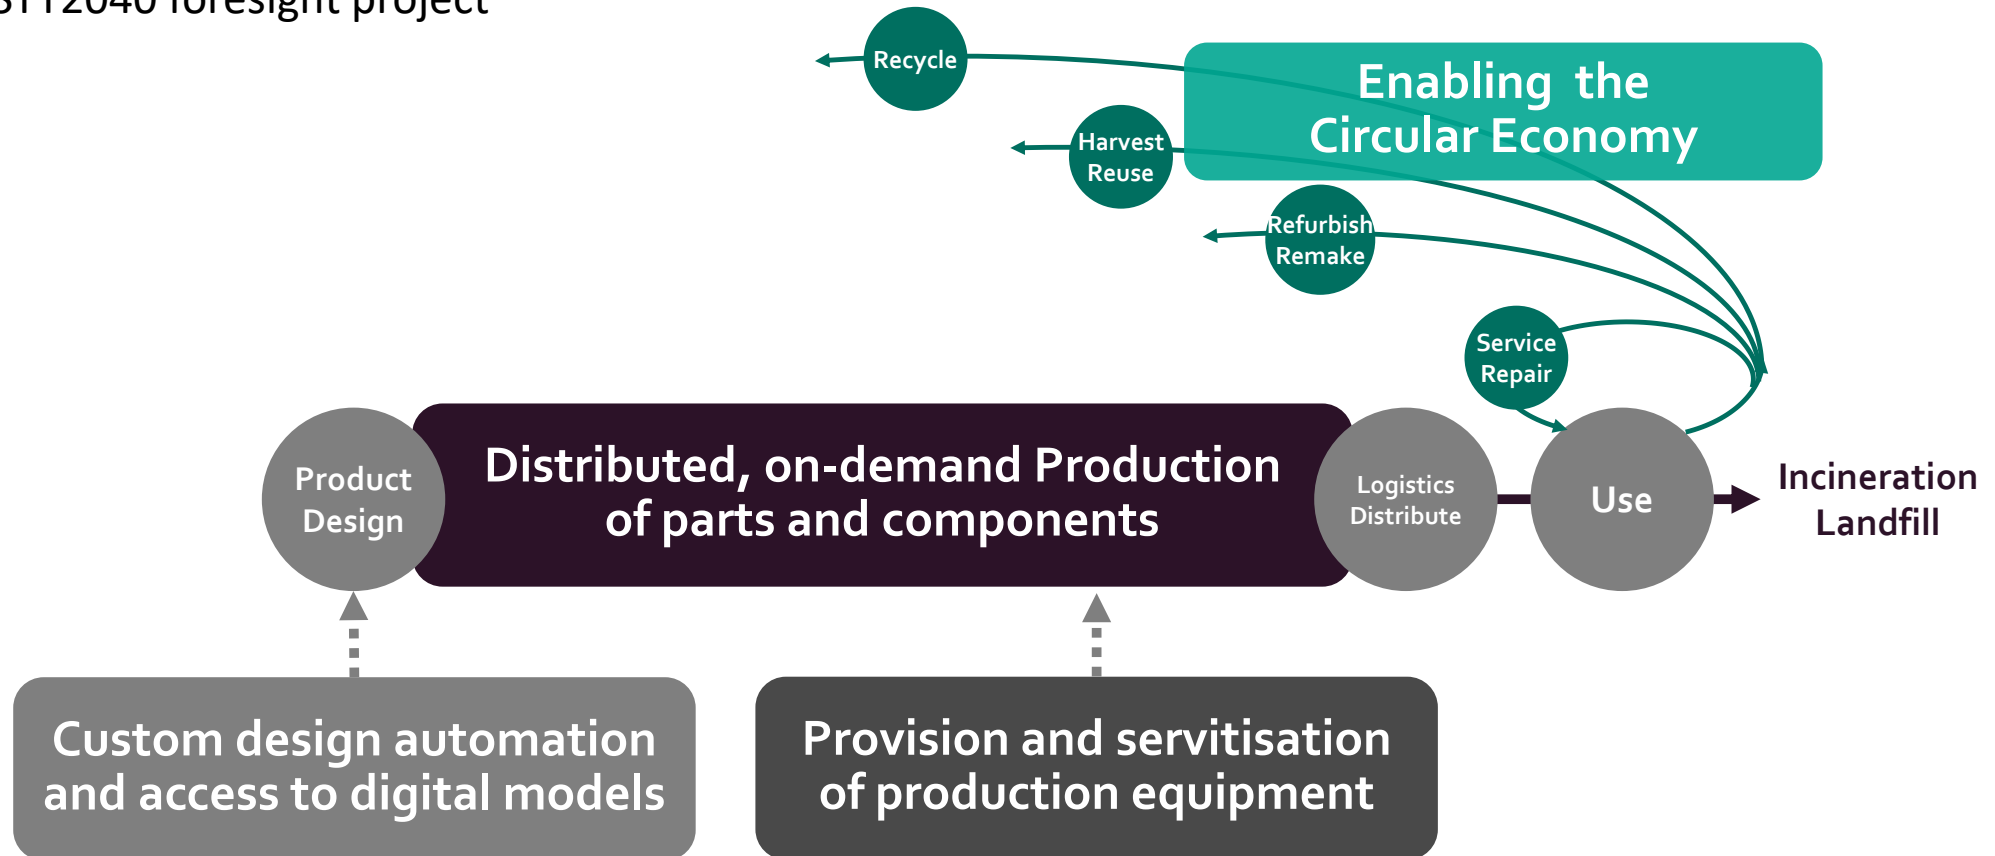 foresight project
Recycle
Enabling the
Circular Economy
Harvest
Reuse
Refurbish
Remake
Service
Repair
Product
Design
Distributed, on-demand Production
of parts and components
Logistics
Distribute
Use
Incineration
Landfill
Custom design automation
and access to digital models
Provision and servitisation
of production equipment